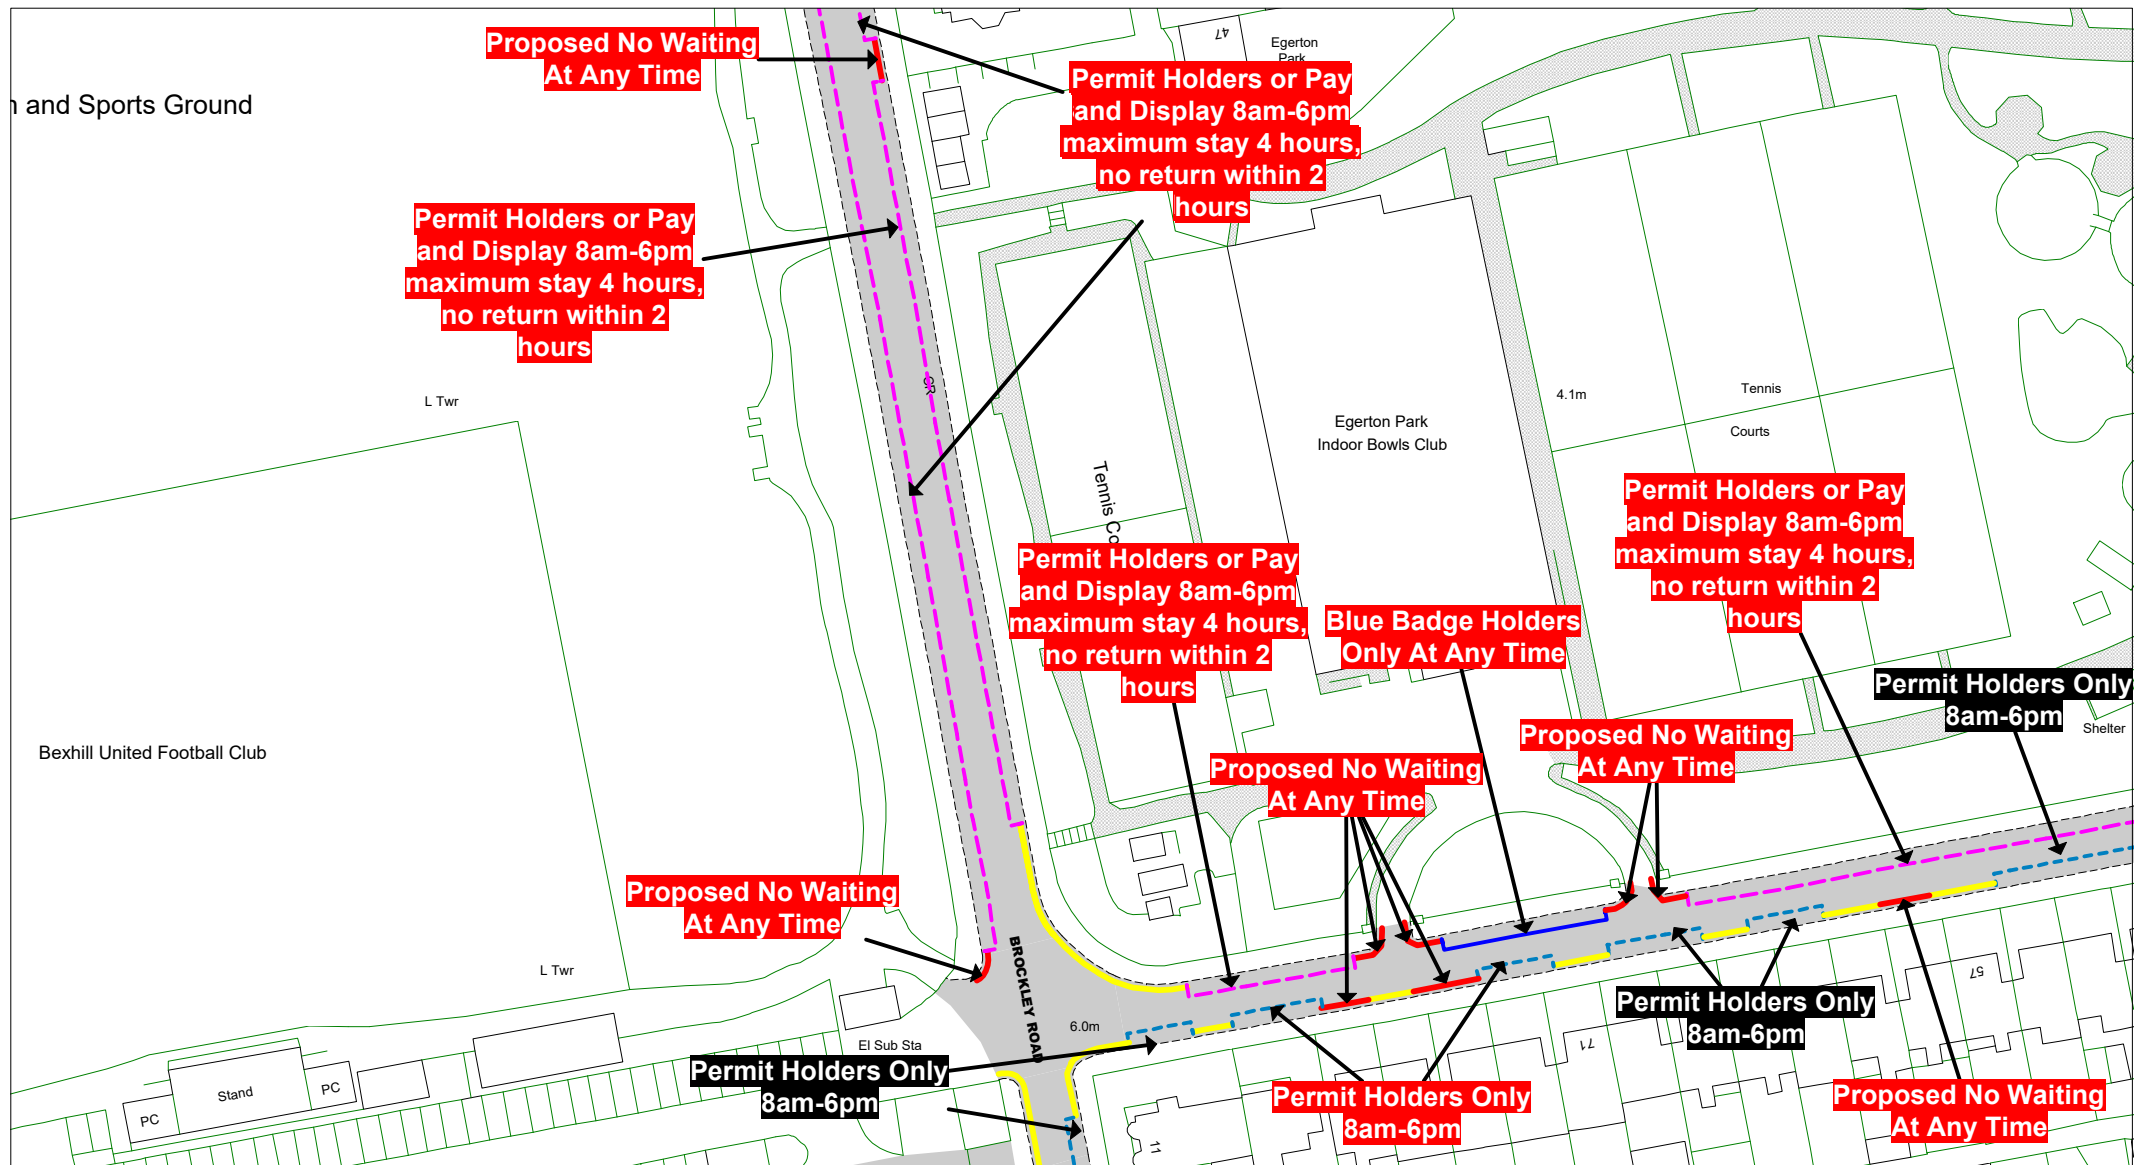 Proposed No Waiting
At Any Time
47
Egerton
Park
Permit Holders or Pay
and Display 8am-6pm
maximum stay 4 hours,
no return within 2
hours
and Sports Ground
Permit Holders or Pay
and Display 8am-6pm
maximum stay 4 hours,
no return within 2
hours
CR
L Twr
4.1m
Tennis
Courts
Egerton Park
Indoor Bowls Club
Tennis Co
Permit Holders or Pay
and Display 8am-6pm
maximum stay 4 hours,
no return within 2
hours
Permit Holders or Pay
and Display 8am-6pm
maximum stay 4 hours,
no return within 2
hours
Blue Badge Holders
Only At Any Time
Permit Holders Only
8am-6pm
Shelter
Proposed No Waiting
At Any Time
Proposed No Waiting
At Any Time
Bexhill United Football Club
Proposed No Waiting
At Any Time
L Twr
BROCKLEY ROAD
6.0m
El Sub Sta
57
71
Permit Holders Only
8am-6pm
Permit Holders Only
8am-6pm
Permit Holders Only
8am-6pm
Proposed No Waiting
At Any Time
Stand
PC
PC
11